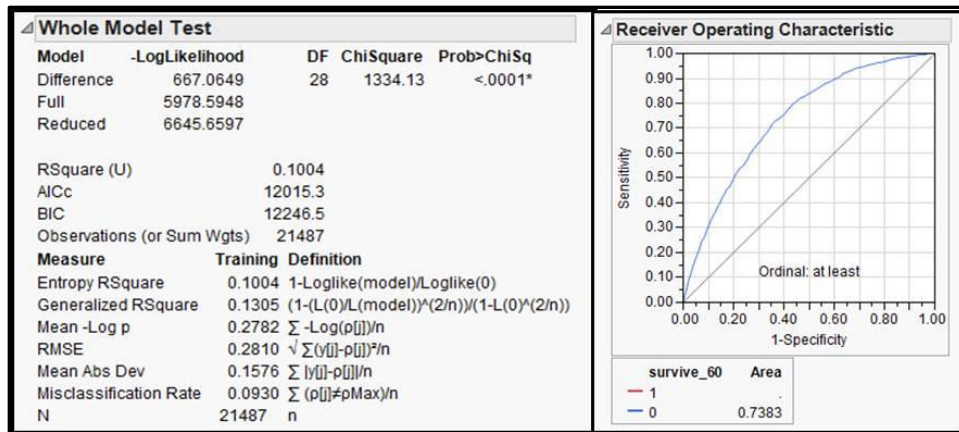 Whole Model Test
Model -LogLikelihood DF ChiSquare Prob>ChiSq
Difference 667.0649 28 1334.13 <.0001*
Full 5978.5948
Reduced 6645.6597
RSquare (U) 0.1004
AICc 12015.3
BIC 12246.5
Observations (or Sum Wgts) 21487
Measure Training Definition
Entropy RSquare 0.1004 1-Loglike(model)/Loglike(0)
Generalized RSquare 0.1305 (1-(L(0)/L(model))^(2/n))/(1-L(0)^(2/n))
Mean -Log p 0.2782 ∑ -Log(ρ[j])/n
RMSE 0.2810 √ ∑(y[j]-ρ[j])²/n
Mean Abs Dev 0.1576 ∑ |y[j]-ρ[j]|/n
Misclassification Rate 0.0930 ∑ (ρ[j]≠ρMax)/n
N 21487 n
Receiver Operating Characteristic
1.00
0.90
0.80
0.70
0.60
0.50
0.40
0.30
0.20
0.10
0.00
Sensitivity
Ordinal: at least
0.00 0.20 0.40 0.60 0.80 1.00
1-Specificity
survive_60 Area
1 .
0 0.7383